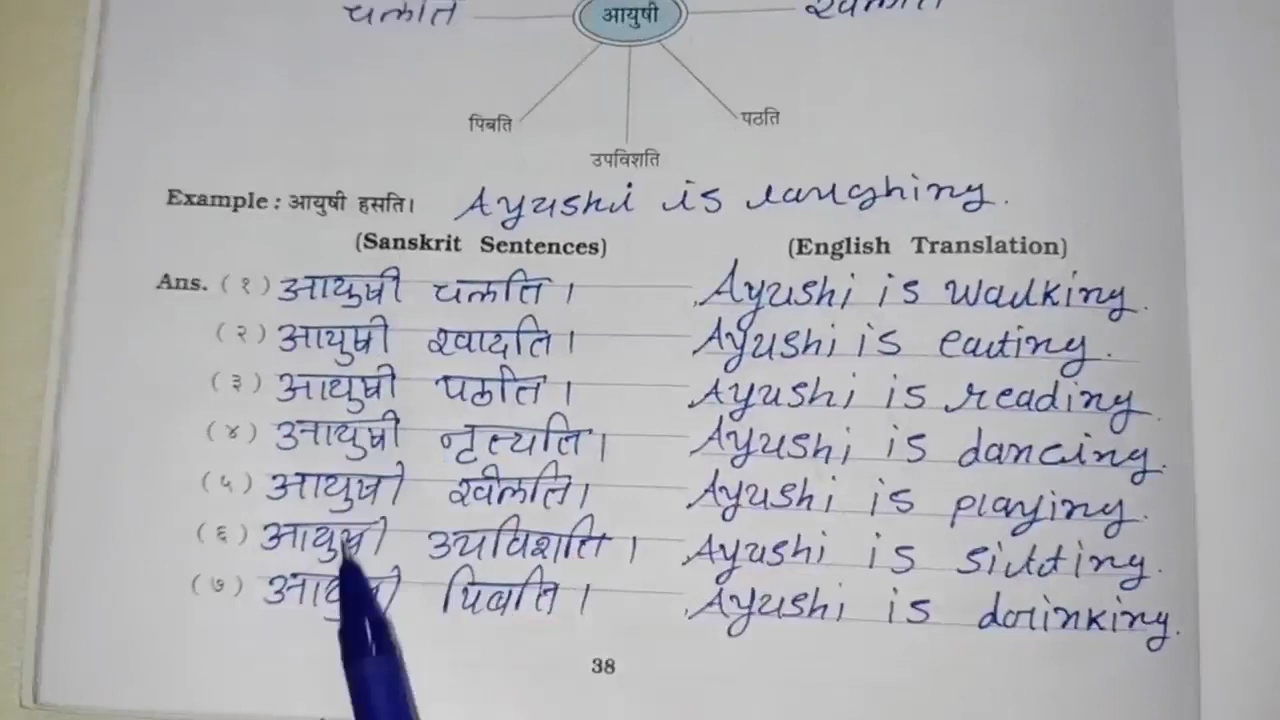 चलति आयुषी खेलति
पिबति पठति
उपविशति
Example : आयुषी हसति। Ayushi is laughing.
(Sanskrit Sentences) (English Translation)
Ans. (१) आयुषी चलति । Ayushi is walking.
(२) आयुषी खादति । Ayushi is eating.
(३) आयुषी पठति । Ayushi is reading.
(४) आयुषी नृत्यति । Ayushi is dancing.
(५) आयुषी खेलति । Ayushi is playing.
(६) आयुषी उपविशति । Ayushi is sitting.
(७) आयुषी पिबति । Ayushi is drinking.
38